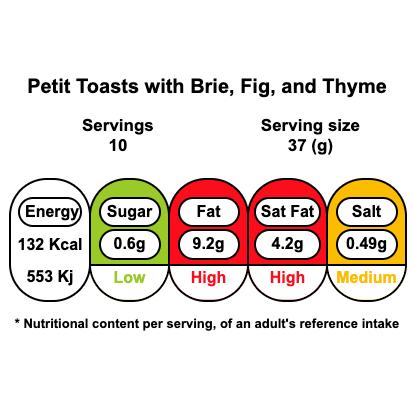 Petit Toasts with Brie, Fig, and Thyme
Servings
10
Serving size
37 (g)
Energy
132 Kcal
553 Kj
Sugar
0.6g
Low
Fat
9.2g
High
Sat Fat
4.2g
High
Salt
0.49g
Medium
* Nutritional content per serving, of an adult's reference intake